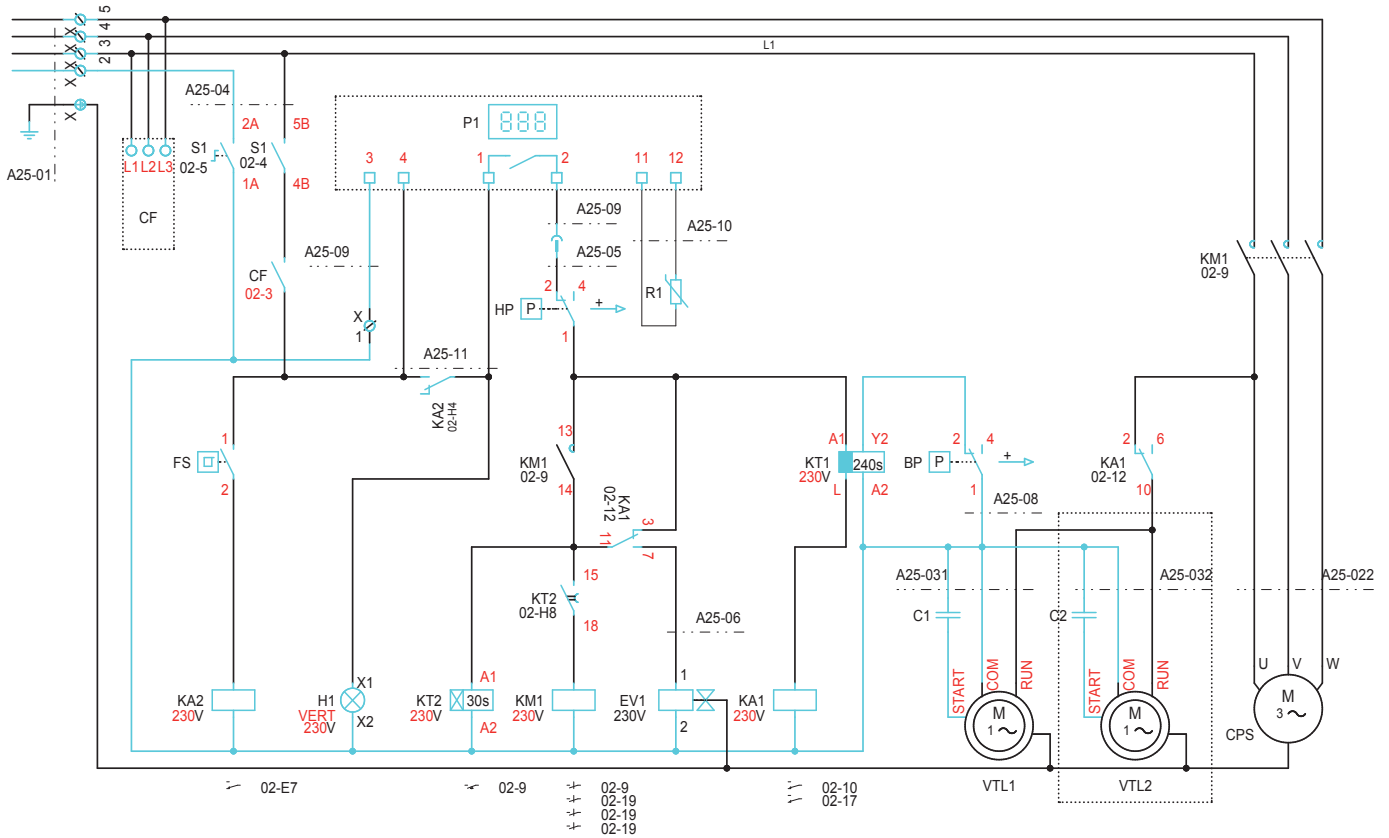 5
4
3
2
X
X
X
X
X
L1
A25-01
L1
L2
L3
CF
A25-04
2A
5B
S1
02-5
S1
02-4
1A
4B
P1
888
3
4
1
2
11
12
A25-09
A25-09
A25-10
A25-05
CF
02-3
X
1
HP
P
2
4
+
1
R1
KM1
02-9
A25-11
KA2
02-H4
FS
1
2
13
KM1
02-9
14
KA1
02-12
3
11
7
A1
Y2
KT1
230V
240s
L
A2
BP
P
2
4
+
1
A25-08
2
6
KA1
02-12
10
15
KT2
02-H8
18
A25-06
A25-031
A25-032
A25-022
C1
C2
START
COM
RUN
START
COM
RUN
U
V
W
KA2
230V
H1
VERT
230V
X1
X2
KT2
230V
A1
30s
A2
KM1
230V
EV1
230V
1
2
KA1
230V
M
1
M
1
M
3
CPS
VTL1
VTL2
02-E7
02-9
02-9
02-19
02-19
02-19
02-10
02-17